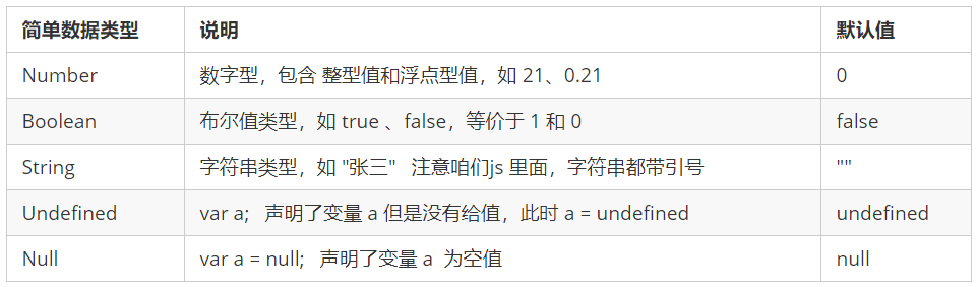 简单数据类型 说明 默认值
Number 数字型，包含 整型值和浮点型值，如 21、0.21 0
Boolean 布尔值类型，如 true 、false，等价于 1 和 0 false
String 字符串类型，如 "张三" 注意咱们js 里面，字符串都带引号 ""
Undefined var a; 声明了变量 a 但是没有给值，此时 a = undefined undefined
Null var a = null; 声明了变量 a 为空值 null